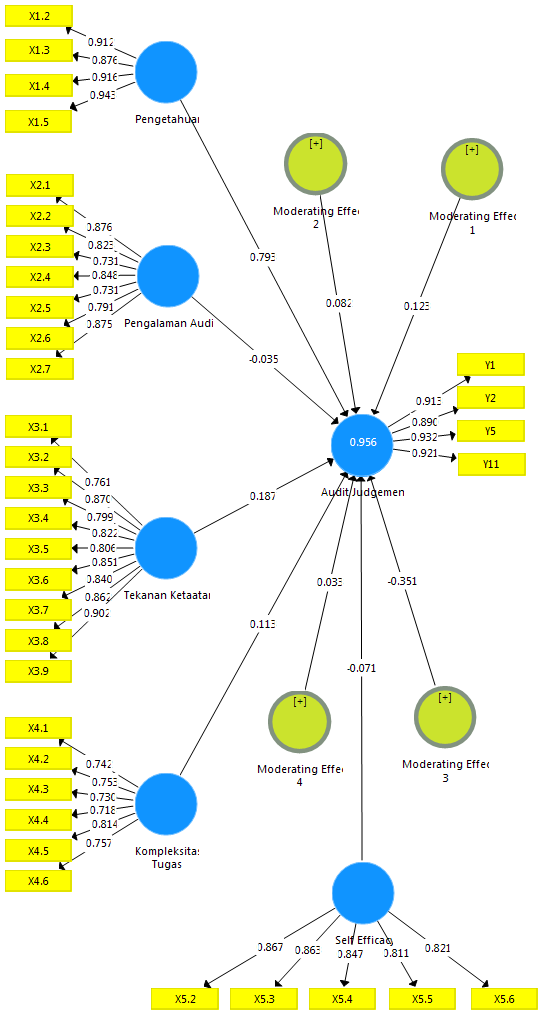 X1.2
X1.3
X1.4
X1.5
0.912
0.876
0.916
0.943
Pengetahuar
X2.1
X2.2
X2.3
X2.4
X2.5
X2.6
X2.7
0.876
0.823
0.731
0.848
0.731
0.791
0.875
Pengalaman Audi
X3.1
X3.2
X3.3
X3.4
X3.5
X3.6
X3.7
X3.8
X3.9
0.761
0.870
0.799
0.822
0.806
0.851
0.840
0.862
0.902
Tekanan Ketaatar
X4.1
X4.2
X4.3
X4.4
X4.5
X4.6
0.742
0.753
0.730
0.718
0.814
0.757
Kompleksita:
Tugas
[+]
Moderating Effec
2
[+]
Moderating Effec
1
0.793
0.082
0.123
-0.035
0.187
0.113
0.956
Audit Judgemen
0.913
0.890
0.932
0.921
Y1
Y2
Y5
Y11
0.033
-0.071
-0.351
[+]
Moderating Effec
4
[+]
Moderating Effec
3
Self Efficac
0.867
0.863
0.847
0.811
0.821
X5.2
X5.3
X5.4
X5.5
X5.6